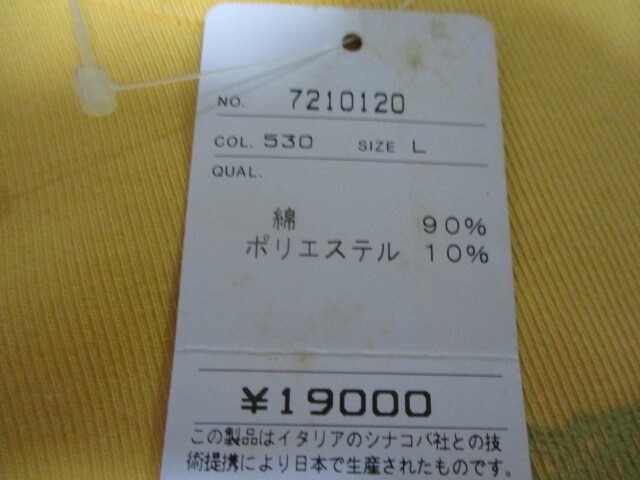 NO. 7210120
COL. 530 SIZE L
QUAL.
綿 90%
ポリエステル 10%
¥19000
この製品はイタリアのシナコバ社との技
術提携により日本で生産されたものです。